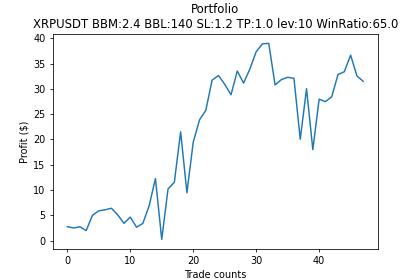 Portfolio
XRPUSDT BBM:2.4 BBL:140 SL:1.2 TP:1.0 lev:10 WinRatio:65.0
40
35
30
25
20
15
10
5
0
Profit ($)
0 10 20 30 40
Trade counts